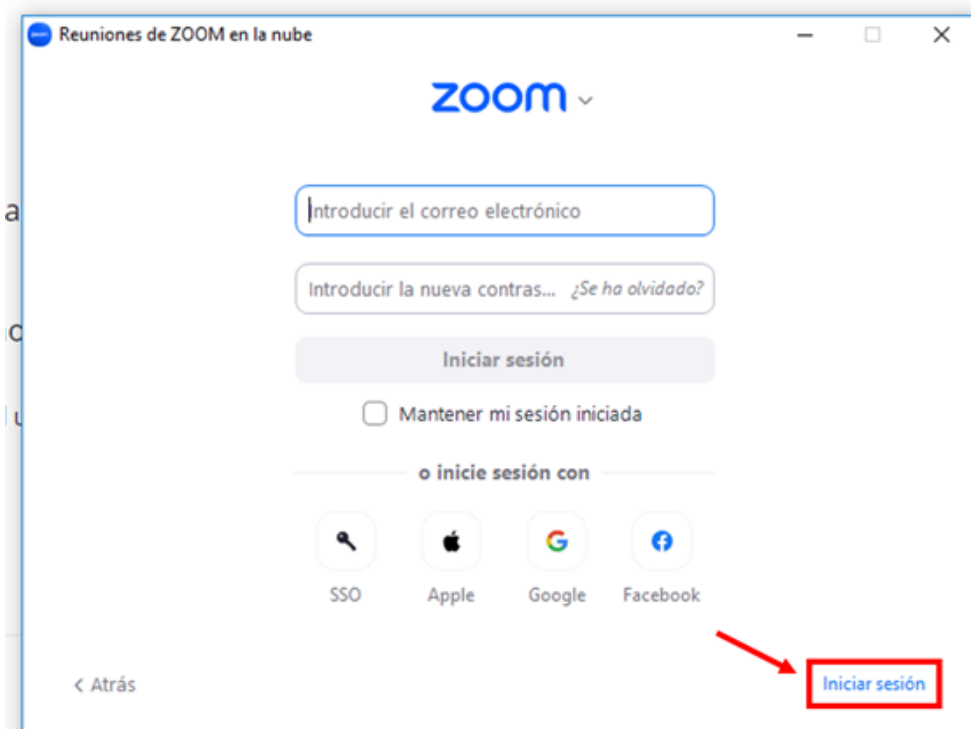 Reuniones de ZOOM en la nube
zoom
a
Introducir el correo electrónico
Introducir la nueva contras... ¿Se ha olvidado?
Iniciar sesión
Mantener mi sesión iniciada
o inicie sesión con
SSO Apple Google Facebook
< Atrás Iniciar sesión